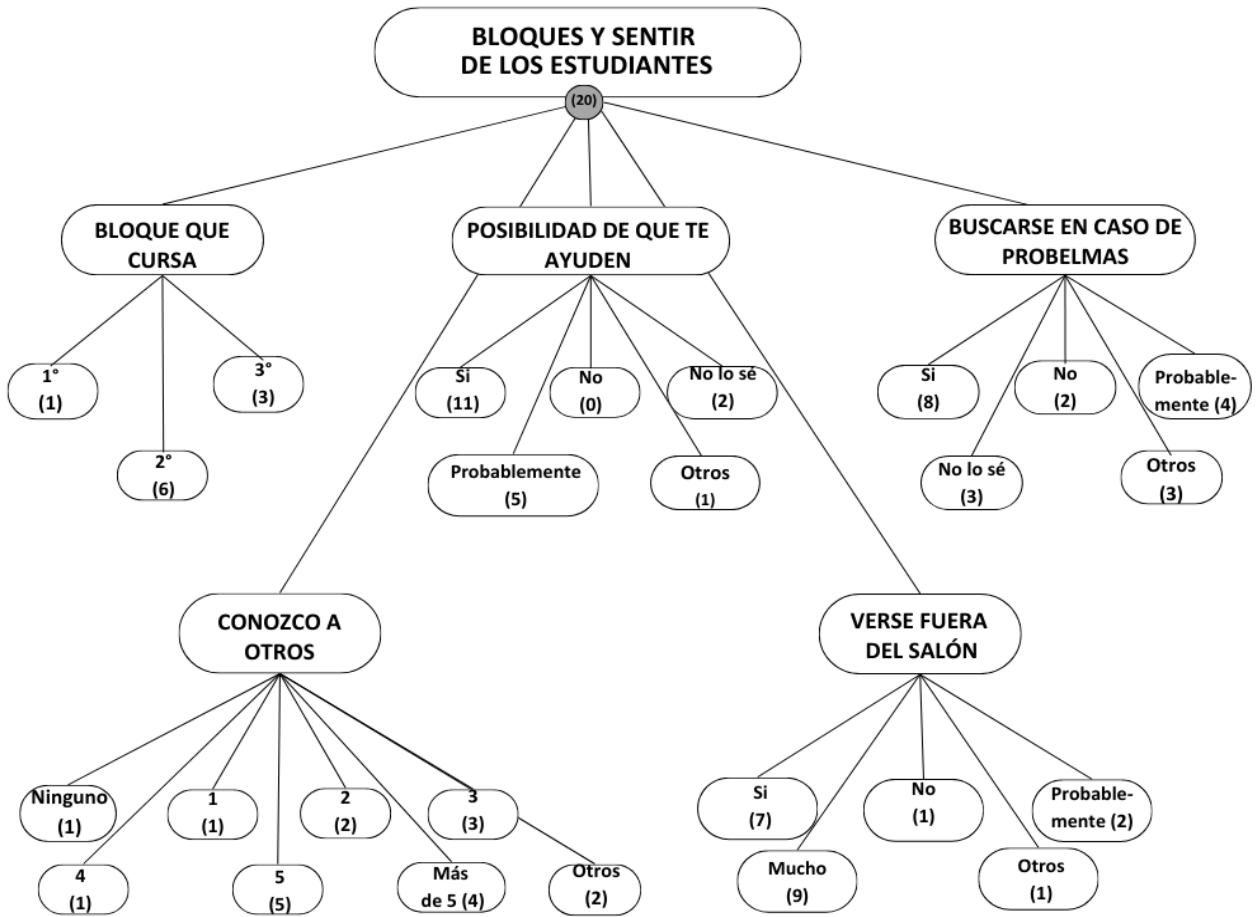 BLOQUES Y SENTIR
DE LOS ESTUDIANTES
(20)
BLOQUE QUE
CURSA
1°
(1)
2°
(6)
3°
(3)
POSIBILIDAD DE QUE TE
AYUDEN
Si
(11)
No
(0)
No lo sé
(2)
Probablemente
(5)
Otros
(1)
BUSCARSE EN CASO DE
PROBELMAS
Si
(8)
No
(2)
Probable-
mente (4)
No lo sé
(3)
Otros
(3)
CONOZCO A
OTROS
Ninguno
(1)
1
(1)
2
(2)
3
(3)
4
(1)
5
(5)
Más
de 5 (4)
Otros
(2)
VERSE FUERA
DEL SALÓN
Si
(7)
No
(1)
Probable-
mente (2)
Mucho
(9)
Otros
(1)